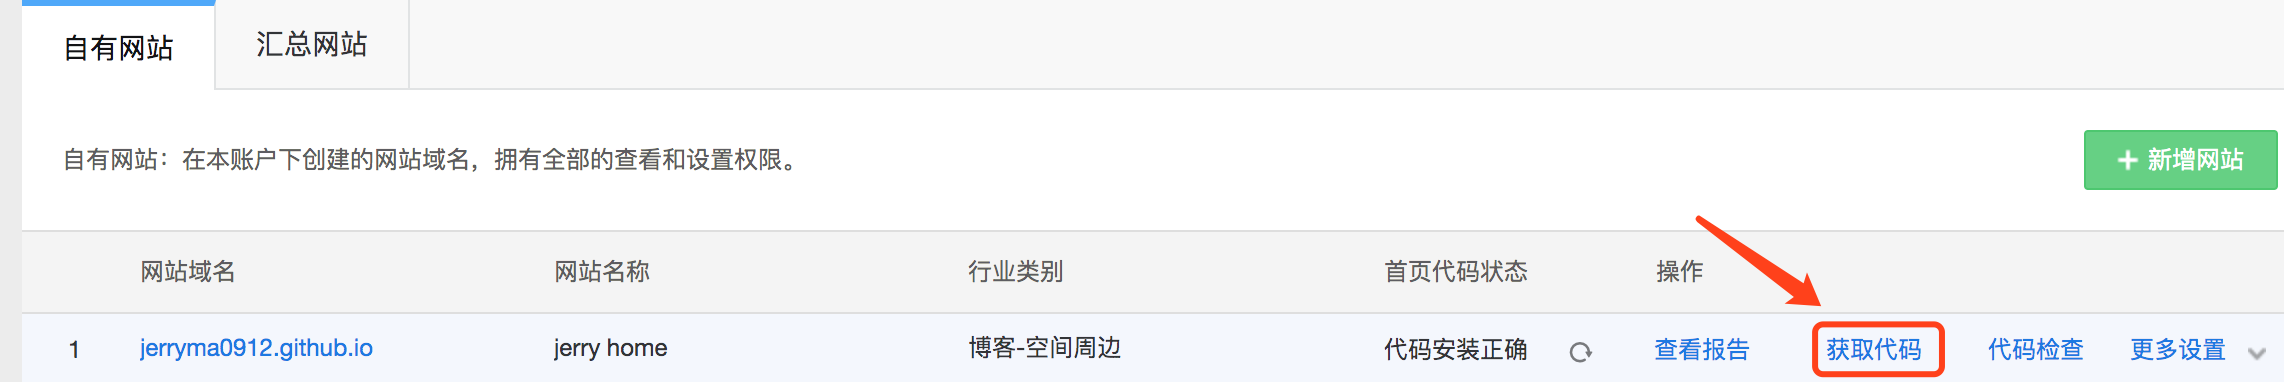 自有网站 汇总网站
自有网站：在本账户下创建的网站域名，拥有全部的查看和设置权限。 新增网站
网站域名 网站名称 行业类别 首页代码状态 操作
1 jerryma0912.github.io jerry home 博客-空间周边 代码安装正确 查看报告 获取代码 代码检查 更多设置